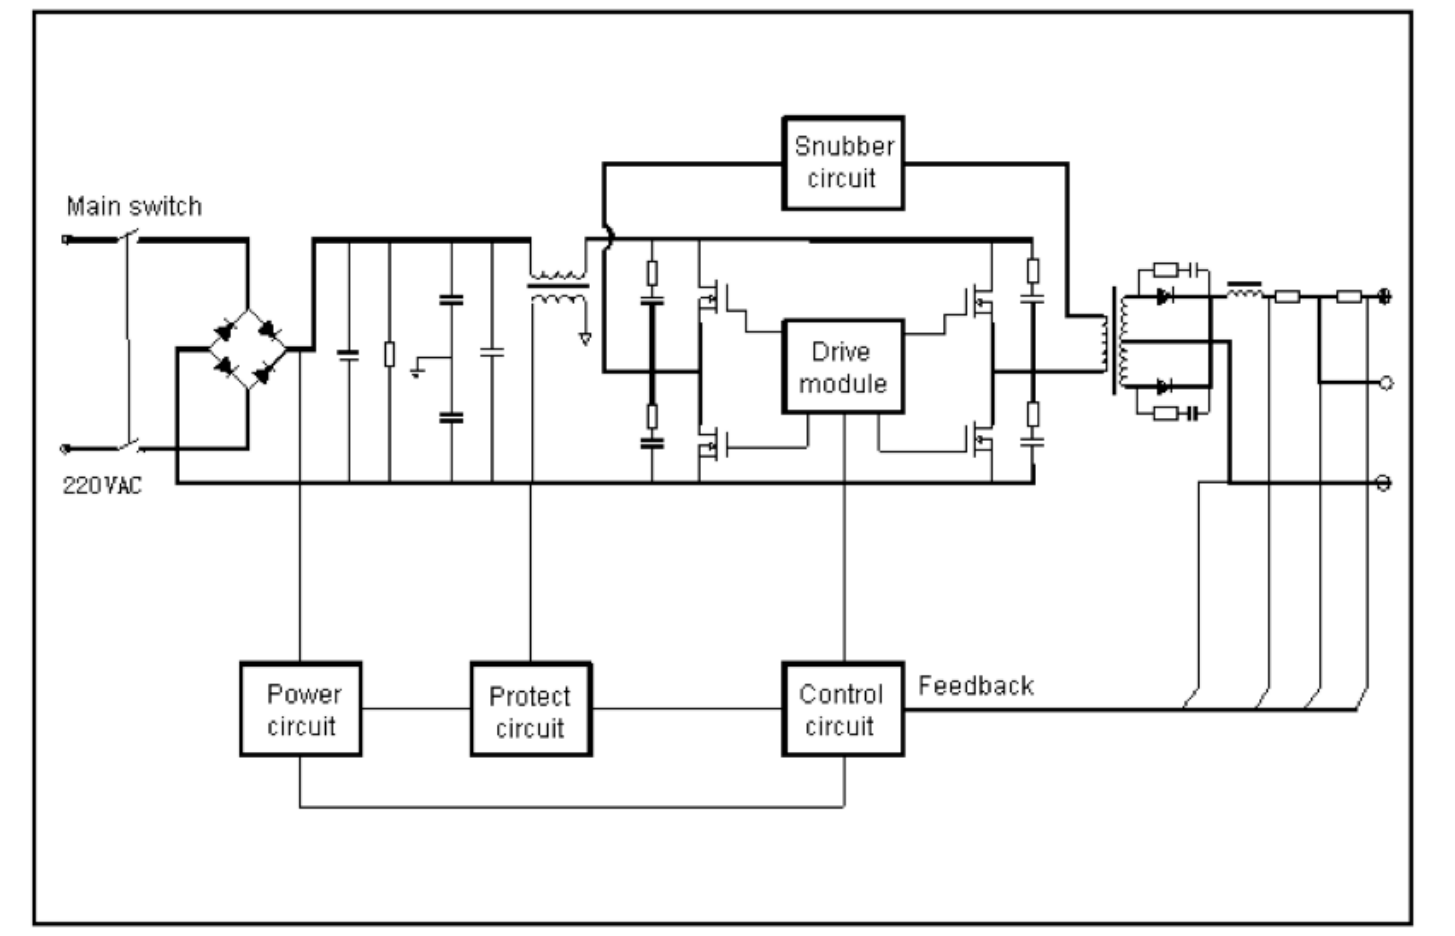 Snubber
circuit
Main switch
Drive
module
220VAC
Power
circuit
Protect
circuit
Control
circuit
Feedback